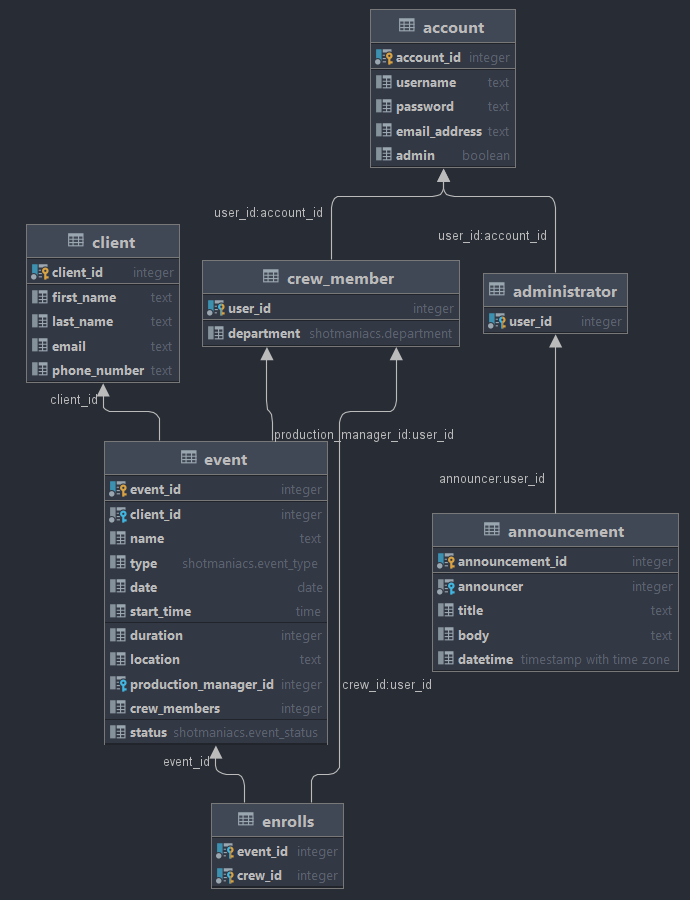 account
account_id integer
username text
password text
email_address text
admin boolean
user_id:account_id
user_id:account_id
client
client_id integer
first_name text
last_name text
email text
phone_number text
crew_member
user_id integer
department shotmaniacs.department
administrator
user_id integer
client_id
production_manager_id:user_id
announcer:user_id
event
event_id integer
client_id integer
name text
type shotmaniacs.event_type
date date
start_time time
duration integer
location text
production_manager_id integer
crew_members integer
status shotmaniacs.event_status
announcement
announcement_id integer
announcer integer
title text
body text
datetime timestamp with time zone
crew_id:user_id
event_id
enrolls
event_id integer
crew_id integer